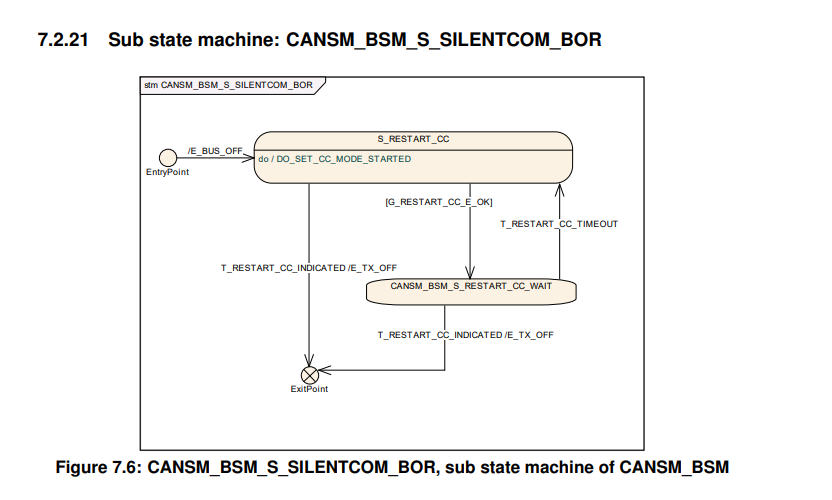 7.2.21 Sub state machine: CANSM_BSM_S_SILENTCOM_BOR
stm CANSM_BSM_S_SILENTCOM_BOR
S_RESTART_CC
/E_BUS_OFF
do / DO_SET_CC_MODE_STARTED
EntryPoint
[G_RESTART_CC_E_OK]
T_RESTART_CC_TIMEOUT
T_RESTART_CC_INDICATED /E_TX_OFF
CANSM_BSM_S_RESTART_CC_WAIT
T_RESTART_CC_INDICATED /E_TX_OFF
ExitPoint
Figure 7.6: CANSM_BSM_S_SILENTCOM_BOR, sub state machine of CANSM_BSM